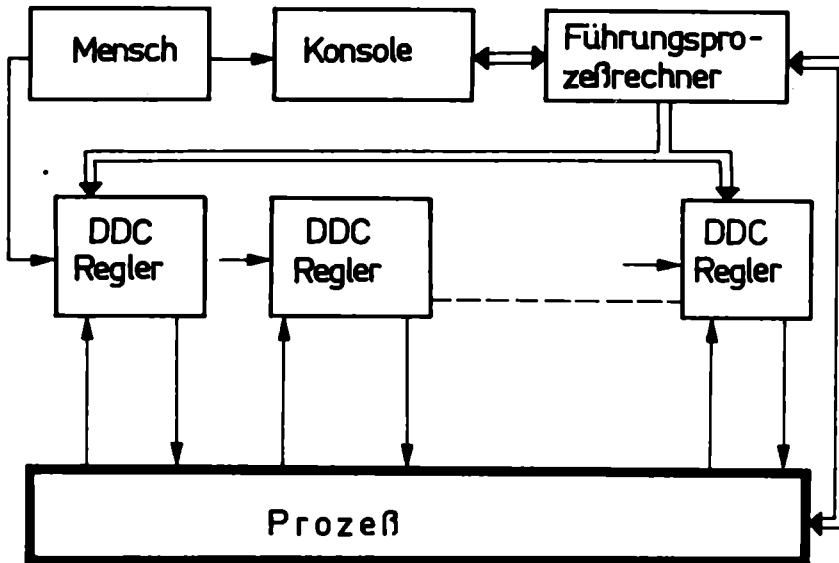 Mensch
Konsole
Führungspro-
zeßrechner
DDC
Regler
DDC
Regler
DDC
Regler
Prozeß